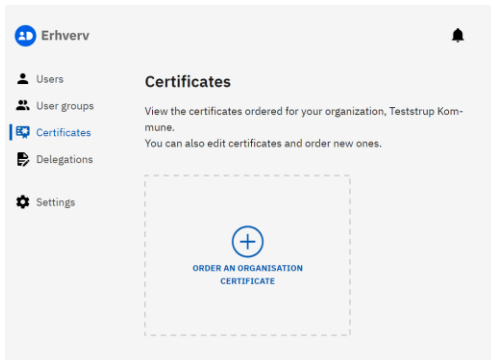 Erhverv
Users
User groups
Certificates
Delegations
Settings
Certificates
View the certificates ordered for your organization, Teststrup Kom-
mune.
You can also edit certificates and order new ones.
ORDER AN ORGANISATION
CERTIFICATE